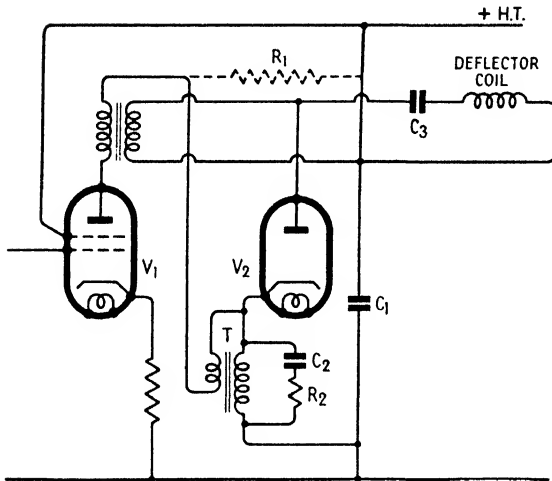 + H.T.
R1
DEFLECTOR
COIL
C3
V1
V2
C1
T
C2
R2